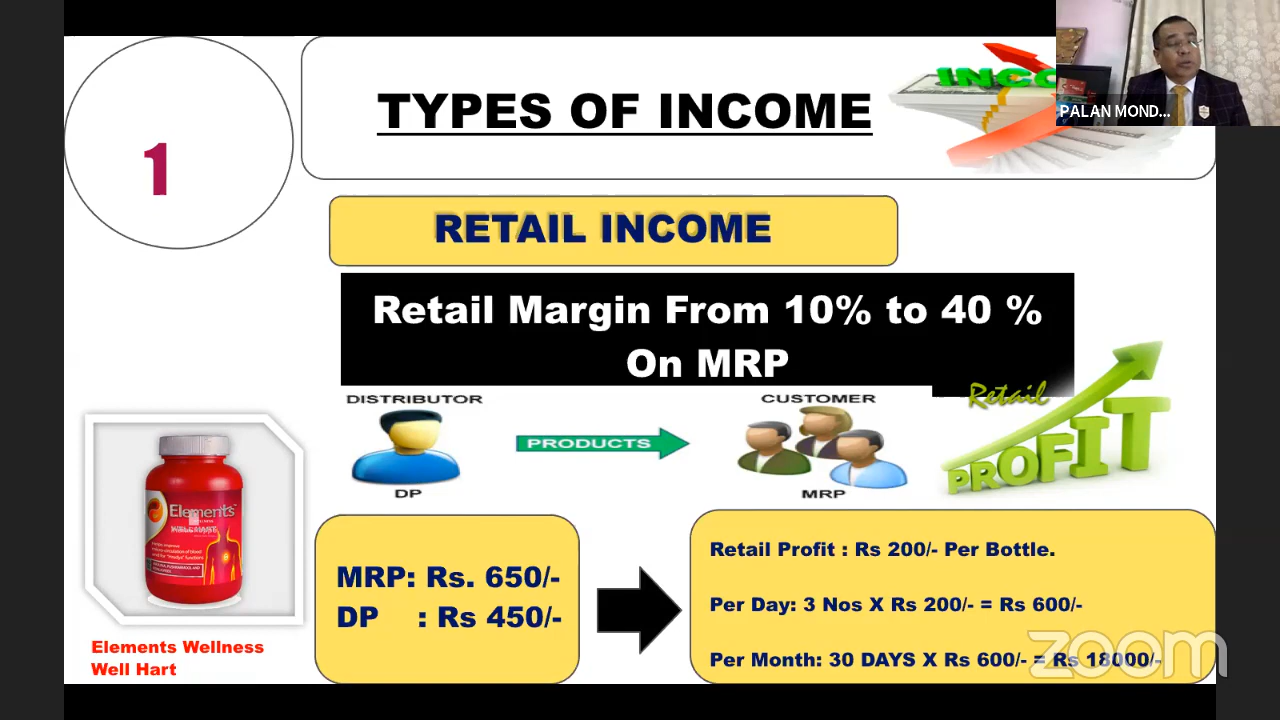 1
TYPES OF INCOME
INCO
PALAN MOND...
RETAIL INCOME
Retail Margin From 10% to 40 %
On MRP
DISTRIBUTOR
DP
PRODUCTS
CUSTOMER
MRP
Retail
PROFIT
Elements
Elements Wellness
Well Hart
MRP: Rs. 650/-
DP : Rs 450/-
Retail Profit : Rs 200/- Per Bottle.
Per Day: 3 Nos X Rs 200/- = Rs 600/-
Per Month: 30 DAYS X Rs 600/- = Rs 18000/-
zoom